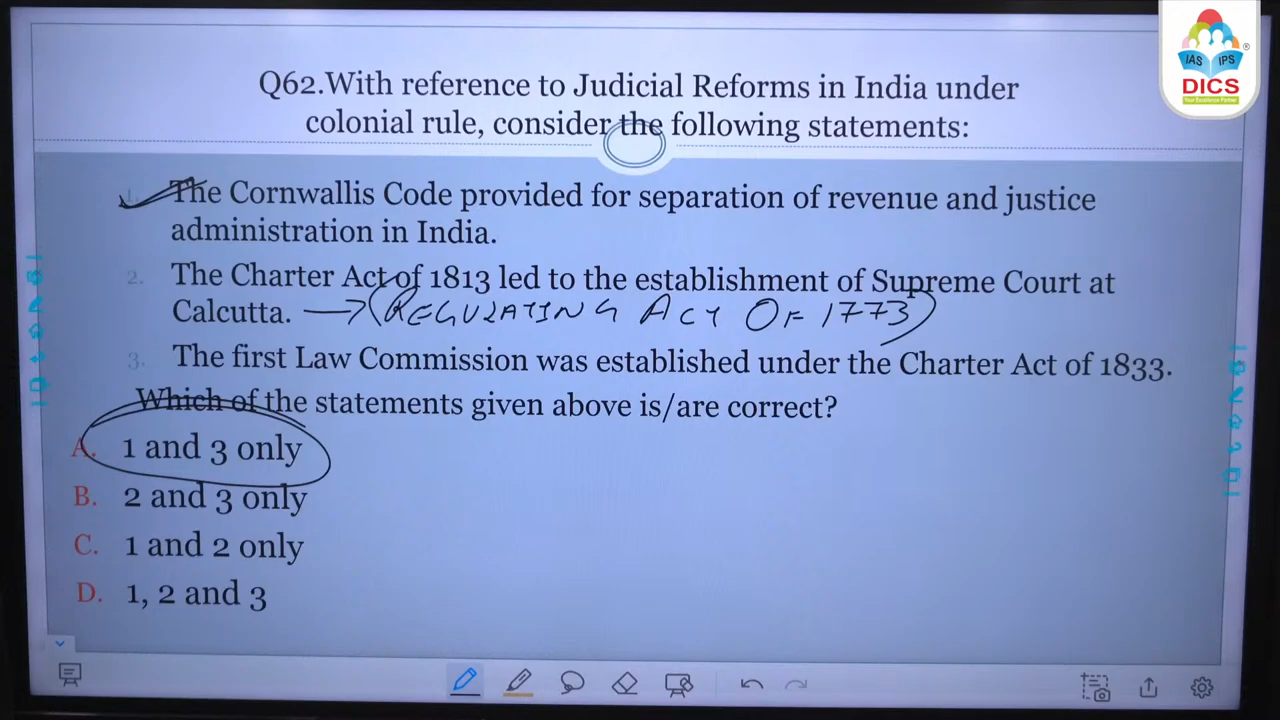 IAS IPS
DICS
Your Excellence Partner
Q62.With reference to Judicial Reforms in India under
colonial rule, consider the following statements:
1. The Cornwallis Code provided for separation of revenue and justice
administration in India.
2. The Charter Act of 1813 led to the establishment of Supreme Court at
Calcutta. → (REGULATING ACT OF 1773)
3. The first Law Commission was established under the Charter Act of 1833.
Which of the statements given above is/are correct?
A. 1 and 3 only
B. 2 and 3 only
C. 1 and 2 only
D. 1, 2 and 3